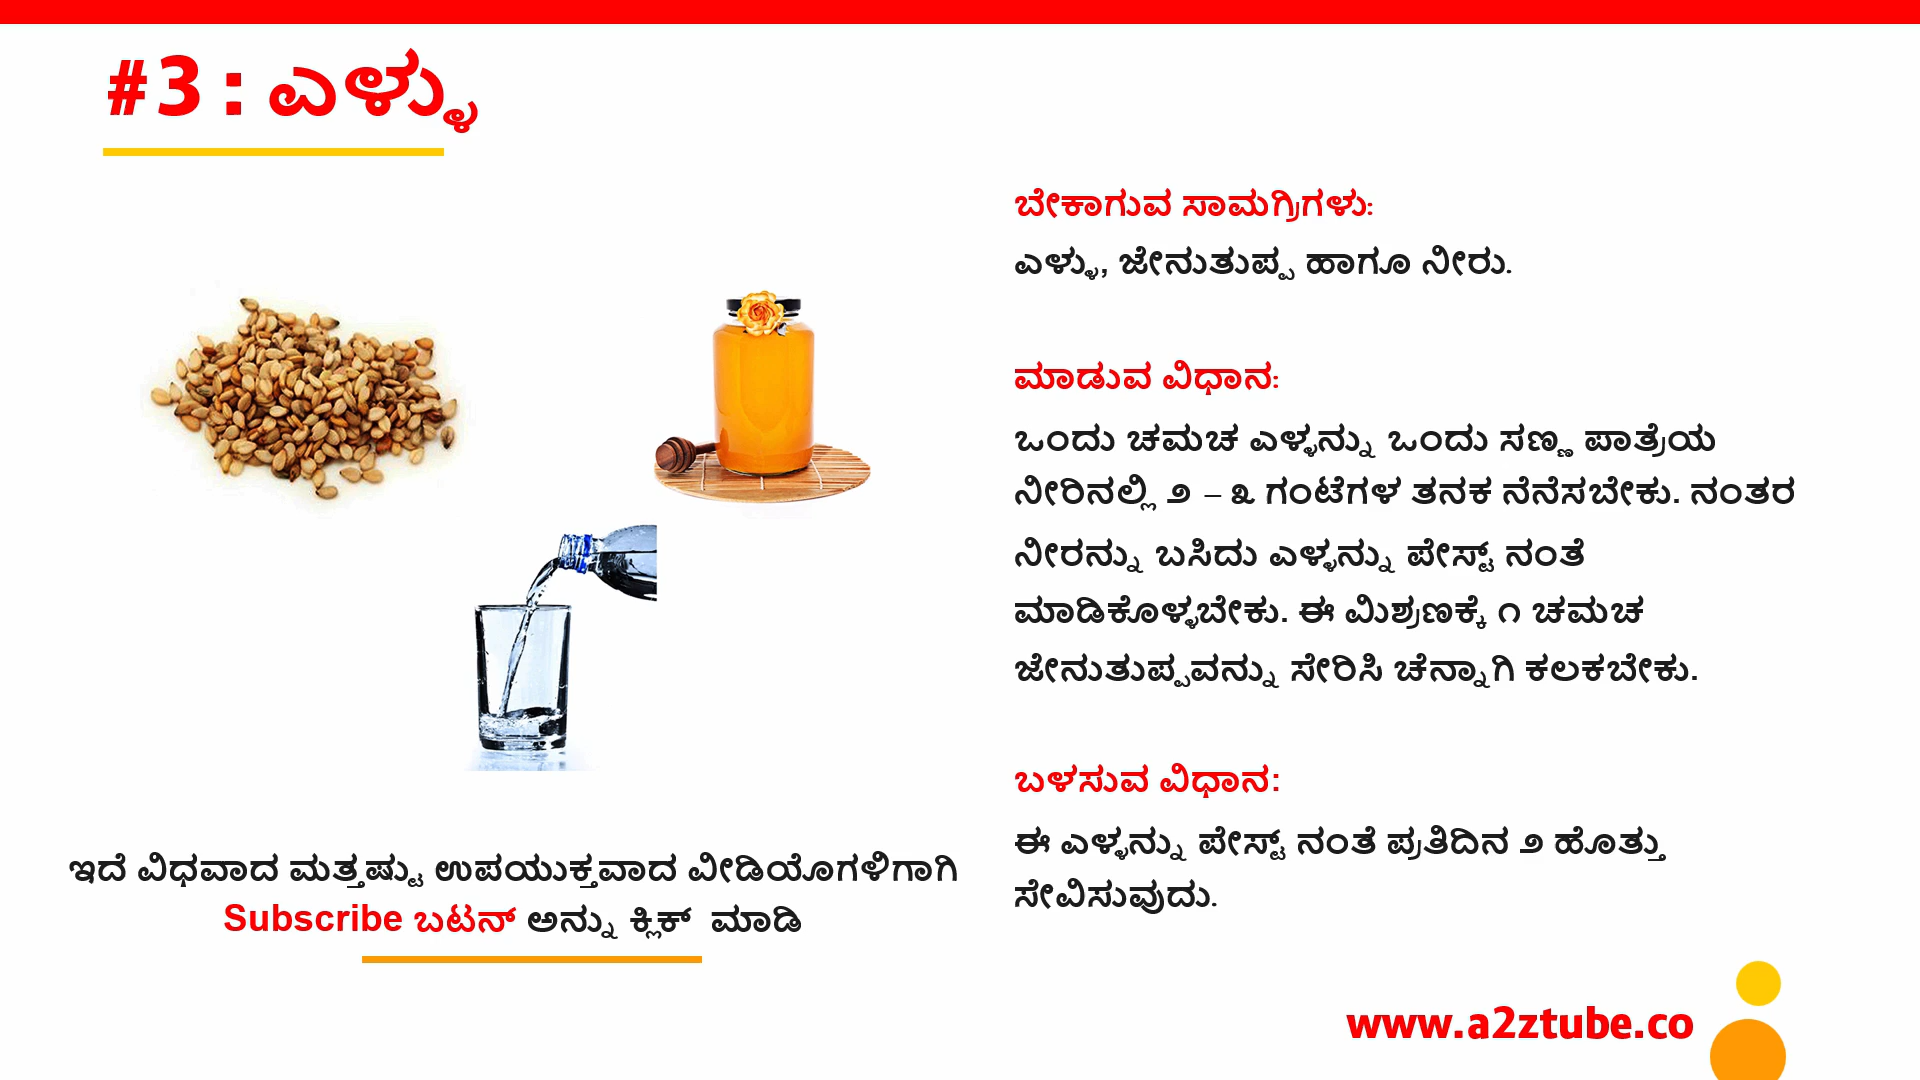 #3 : ಎಳ್ಳು
ಬೇಕಾಗುವ ಸಾಮಗ್ರಿಗಳು:
ಎಳ್ಳು, ಜೇನುತುಪ್ಪ ಹಾಗೂ ನೀರು.
ಮಾಡುವ ವಿಧಾನ:
ಒಂದು ಚಮಚ ಎಳ್ಳನ್ನು ಒಂದು ಸಣ್ಣ ಪಾತ್ರೆಯ
ನೀರಿನಲ್ಲಿ ೨ – ೩ ಗಂಟೆಗಳ ತನಕ ನೆನೆಸಬೇಕು. ನಂತರ
ನೀರನ್ನು ಬಸಿದು ಎಳ್ಳನ್ನು ಪೇಸ್ಟ್ ನಂತೆ
ಮಾಡಿಕೊಳ್ಳಬೇಕು. ಈ ಮಿಶ್ರಣಕ್ಕೆ ೧ ಚಮಚ
ಜೇನುತುಪ್ಪವನ್ನು ಸೇರಿಸಿ ಚೆನ್ನಾಗಿ ಕಲಕಬೇಕು.
ಬಳಸುವ ವಿಧಾನ:
ಈ ಎಳ್ಳನ್ನು ಪೇಸ್ಟ್ ನಂತೆ ಪ್ರತಿದಿನ ೨ ಹೊತ್ತು
ಸೇವಿಸುವುದು.
ಇದೆ ವಿಧವಾದ ಮತ್ತಷ್ಟು ಉಪಯುಕ್ತವಾದ ವೀಡಿಯೊಗಳಿಗಾಗಿ
Subscribe ಬಟನ್ ಅನ್ನು ಕ್ಲಿಕ್ ಮಾಡಿ
www.a2ztube.co